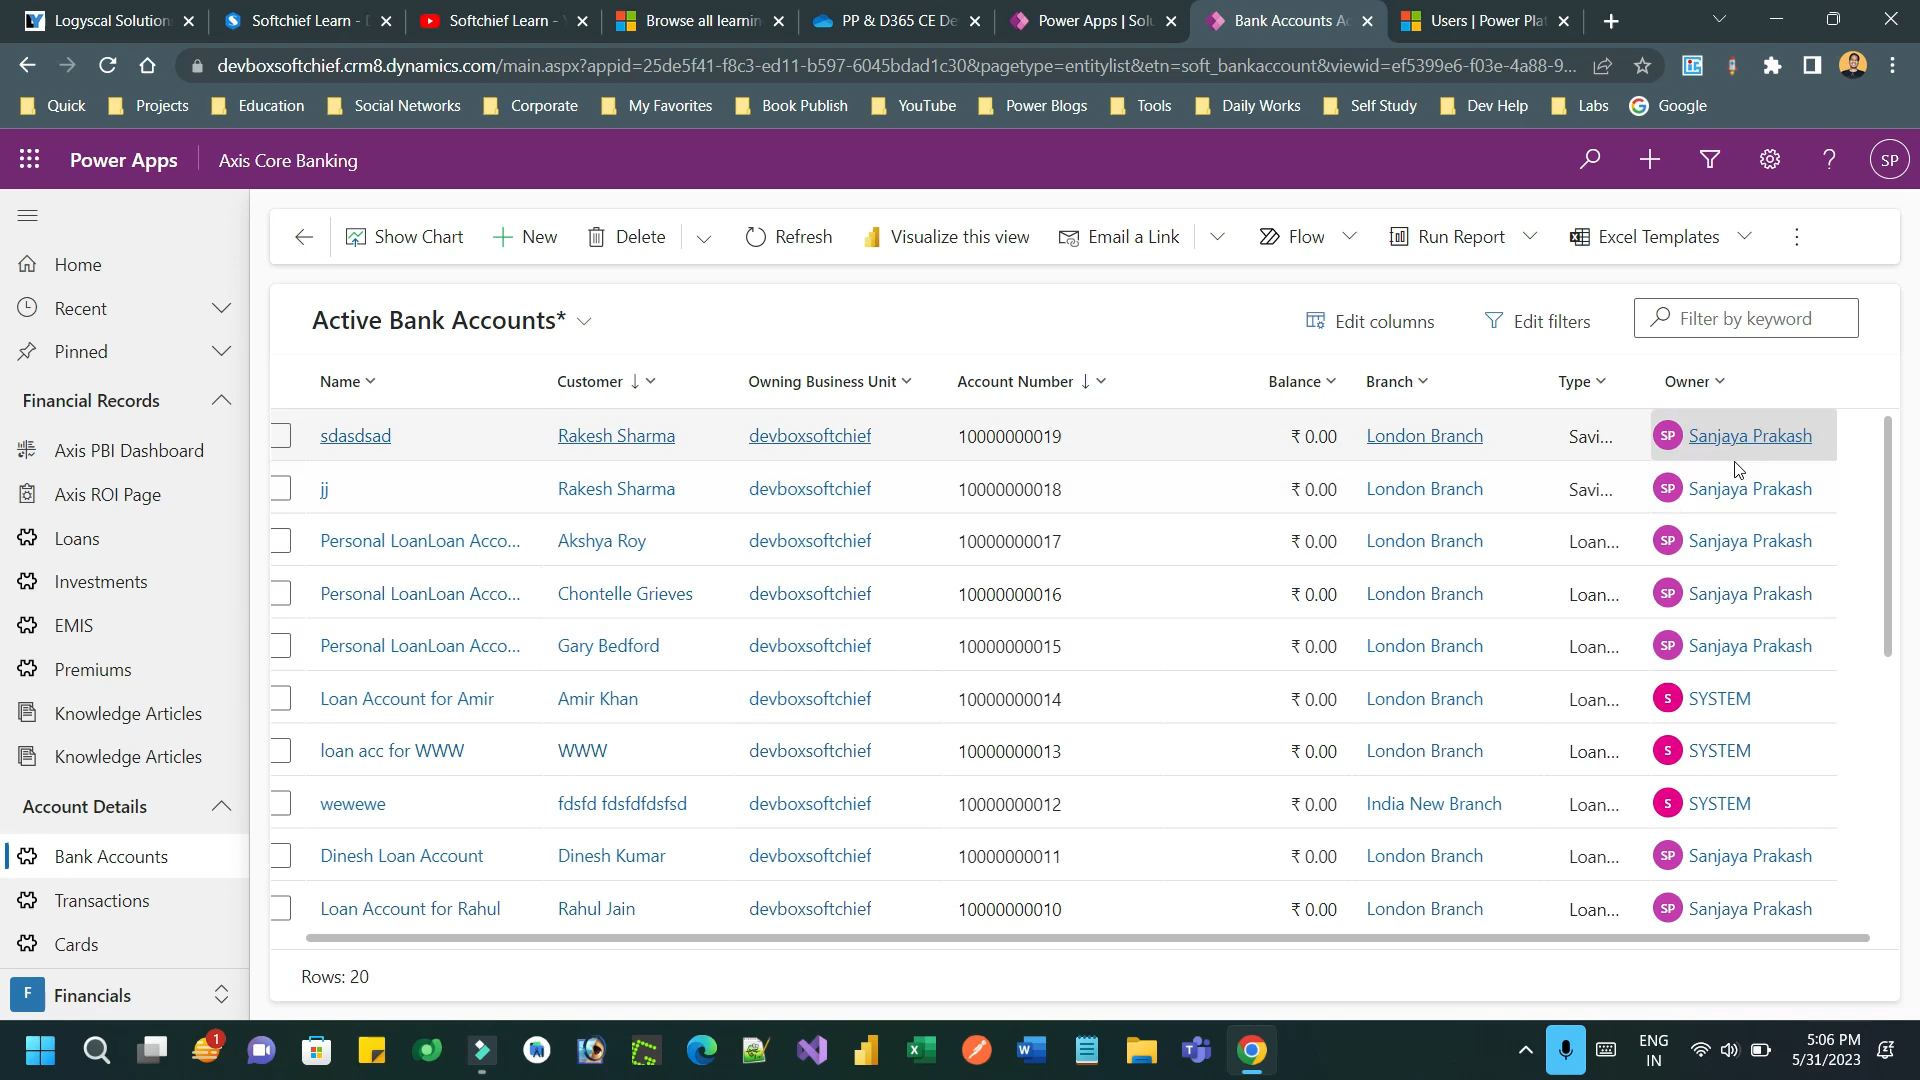 Logyscal Solution
Softchief Learn - D
Softchief Learn - Y
Browse all learnin
PP & D365 CE De
Power Apps | Solu
Bank Accounts Ac
Users | Power Plat
devboxsoftchief.crm8.dynamics.com/main.aspx?appid=25de5f41-f8c3-ed11-b597-6045bdad1c30&pagetype=entitylist&etn=soft_bankaccount&viewid=ef5399e6-f03e-4a88-9...
Quick Projects Education Social Networks Corporate My Favorites Book Publish YouTube Power Blogs Tools Daily Works Self Study Dev Help Labs Google
Power Apps Axis Core Banking SP
Show Chart New Delete Refresh Visualize this view Email a Link Flow Run Report Excel Templates
Home
Recent
Pinned
Financial Records
Axis PBI Dashboard
Axis ROI Page
Loans
Investments
EMIS
Premiums
Knowledge Articles
Knowledge Articles
Account Details
Bank Accounts
Transactions
Cards
F Financials
Active Bank Accounts* Edit columns Edit filters Filter by keyword
Name Customer Owning Business Unit Account Number Balance Branch Type Owner
sdasdsad Rakesh Sharma devboxsoftchief 10000000019 ₹ 0.00 London Branch Savi... SP Sanjaya Prakash
jj Rakesh Sharma devboxsoftchief 10000000018 ₹ 0.00 London Branch Savi... SP Sanjaya Prakash
Personal LoanLoan Acco... Akshya Roy devboxsoftchief 10000000017 ₹ 0.00 London Branch Loan... SP Sanjaya Prakash
Personal LoanLoan Acco... Chontelle Grieves devboxsoftchief 10000000016 ₹ 0.00 London Branch Loan... SP Sanjaya Prakash
Personal LoanLoan Acco... Gary Bedford devboxsoftchief 10000000015 ₹ 0.00 London Branch Loan... SP Sanjaya Prakash
Loan Account for Amir Amir Khan devboxsoftchief 10000000014 ₹ 0.00 London Branch Loan... S SYSTEM
loan acc for WWW WWW devboxsoftchief 10000000013 ₹ 0.00 London Branch Loan... S SYSTEM
wewewe fdsfd fdsfdfdsfsd devboxsoftchief 10000000012 ₹ 0.00 India New Branch Loan... S SYSTEM
Dinesh Loan Account Dinesh Kumar devboxsoftchief 10000000011 ₹ 0.00 London Branch Loan... SP Sanjaya Prakash
Loan Account for Rahul Rahul Jain devboxsoftchief 10000000010 ₹ 0.00 London Branch Loan... SP Sanjaya Prakash
Rows: 20
1
ENG
IN
5:06 PM
5/31/2023